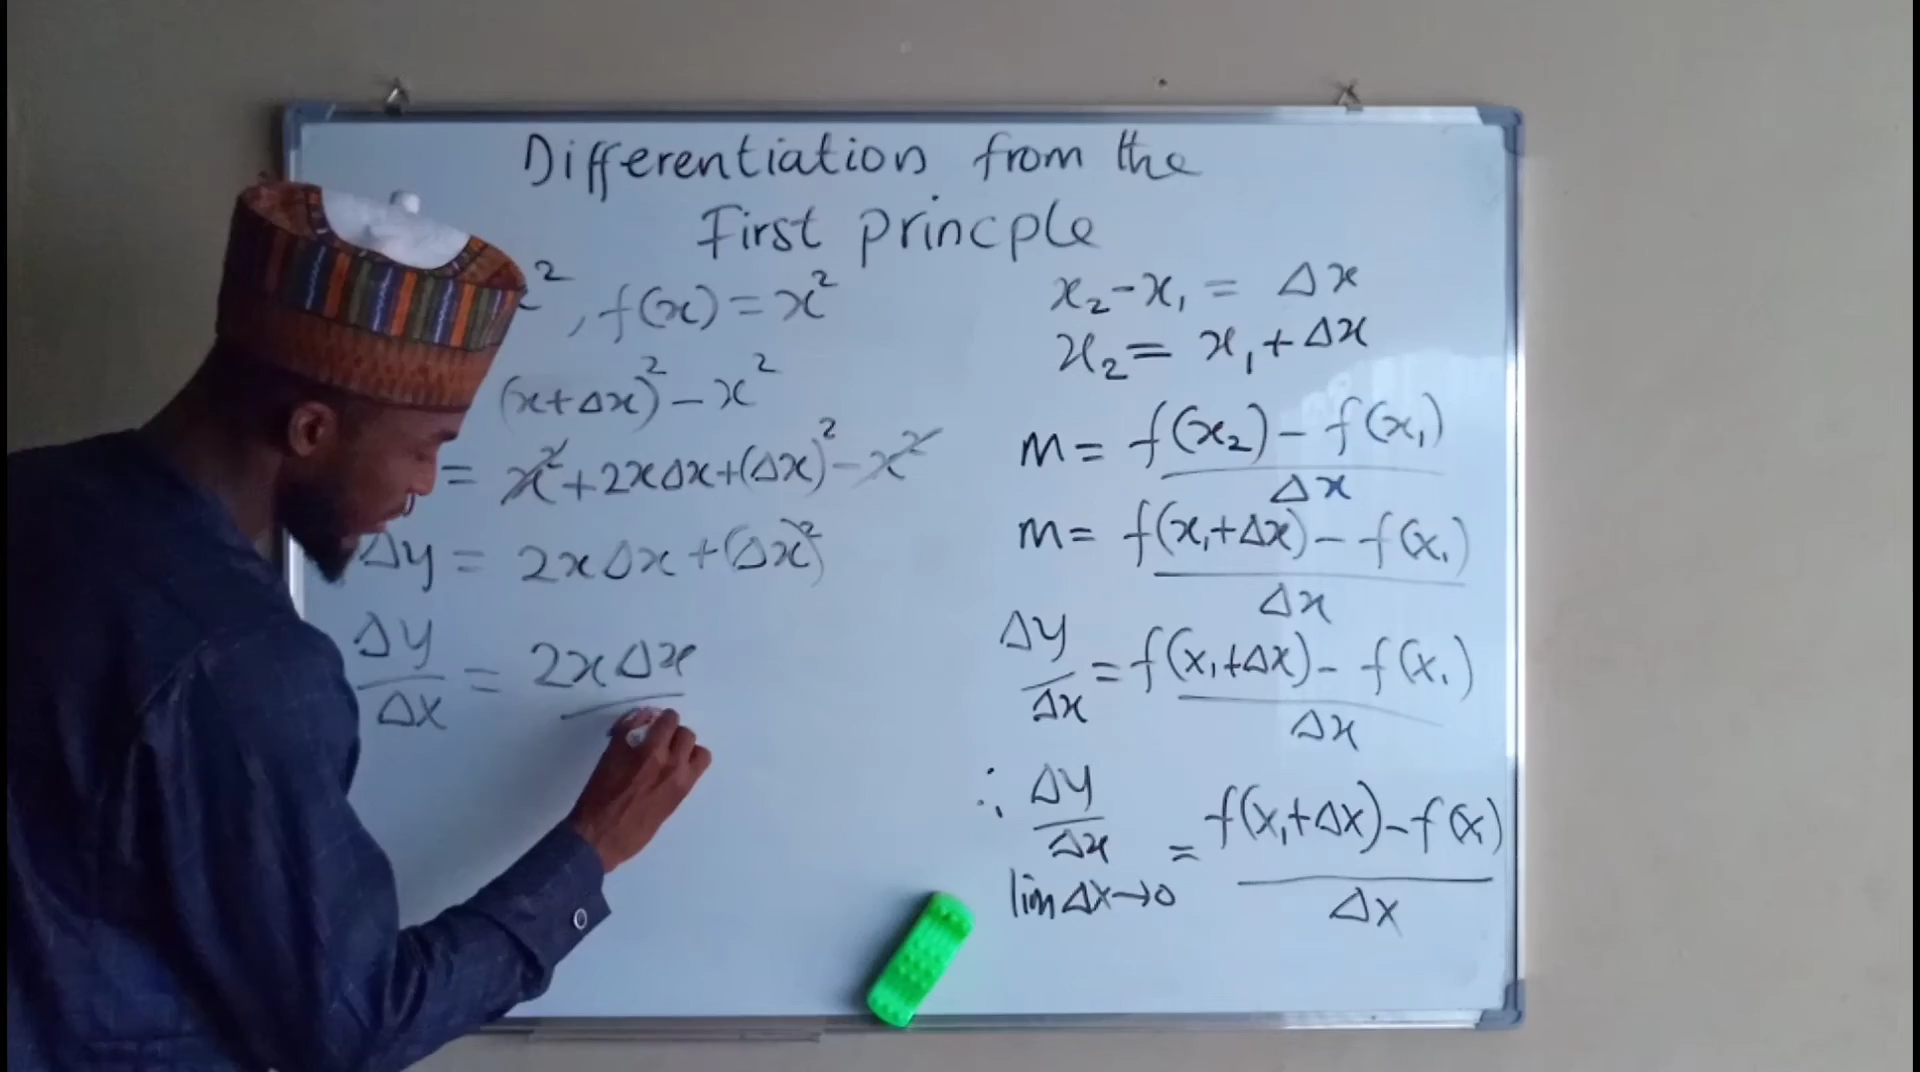 Differentiation from the
First princple
², f(x) = x²
(x+Δx)² − x²
= x² + 2xΔx + (Δx)² − x²
Δy = 2xΔx + (Δx)²
Δy/Δx = 2xΔx/
x₂ − x₁ = Δx
x₂ = x₁ + Δx
m = f(x₂) − f(x₁)
Δx
m = f(x₁+Δx) − f(x₁)
Δx
Δy/Δx = f(x₁+Δx) − f(x₁)
Δx
∴ Δy/Δx = f(x₁+Δx) − f(x₁)
lim Δx→0 Δx